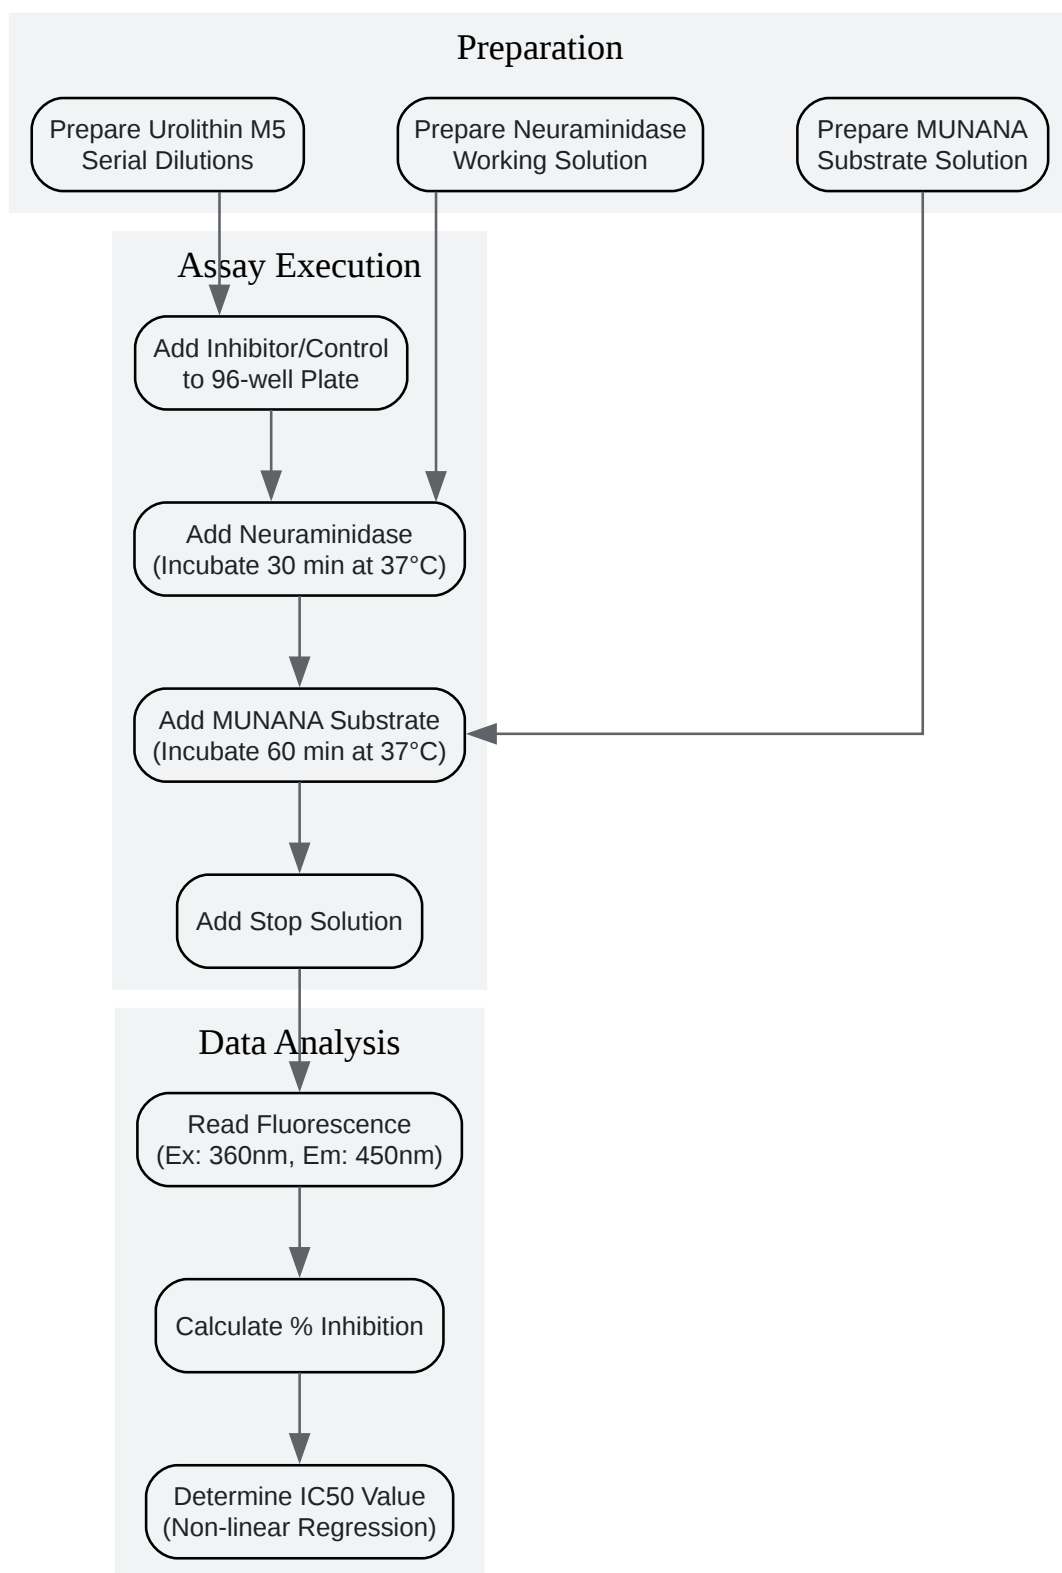 Preparation
Prepare Urolithin M5
Serial Dilutions
Prepare Neuraminidase
Working Solution
Prepare MUNANA
Substrate Solution
Assay Execution
Add Inhibitor/Control
to 96-well Plate
Add Neuraminidase
(Incubate 30 min at 37°C)
Add MUNANA Substrate
(Incubate 60 min at 37°C)
Add Stop Solution
Data Analysis
Read Fluorescence
(Ex: 360nm, Em: 450nm)
Calculate % Inhibition
Determine IC50 Value
(Non-linear Regression)